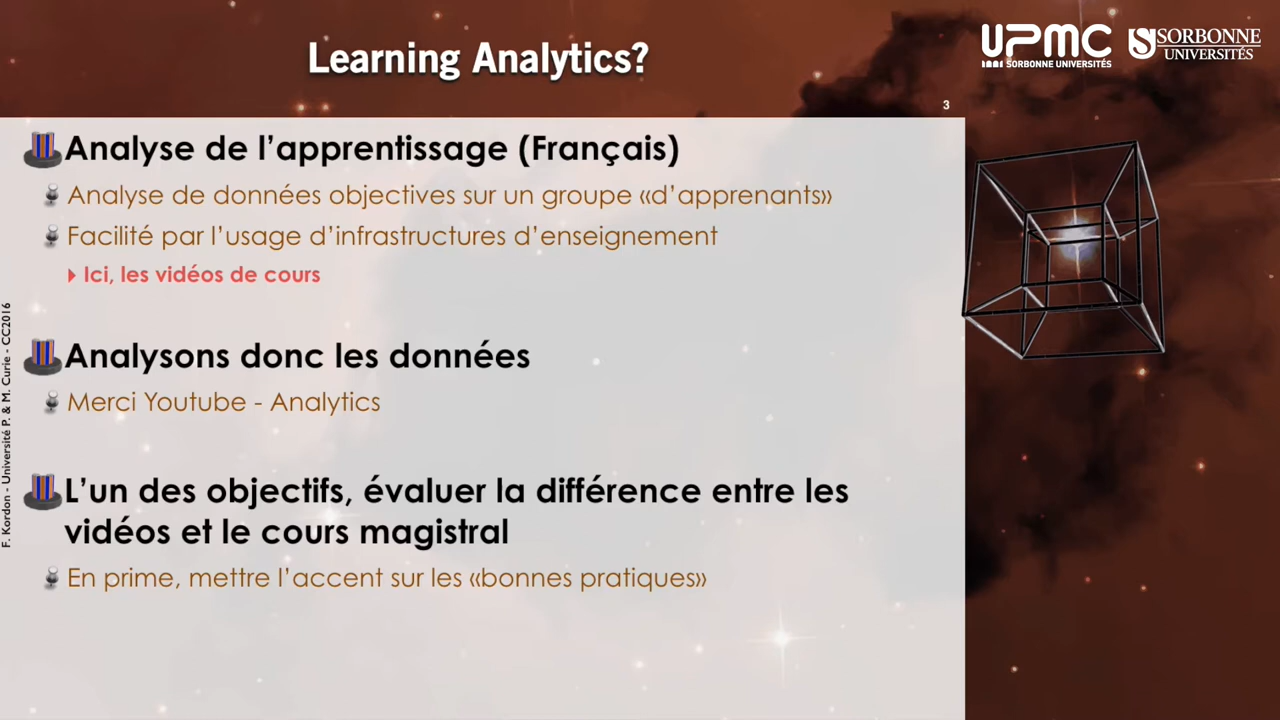 Learning Analytics?
UPMC
SORBONNE UNIVERSITÉS
SORBONNE
UNIVERSITÉS
3
Analyse de l’apprentissage (Français)
Analyse de données objectives sur un groupe «d’apprenants»
Facilité par l’usage d’infrastructures d’enseignement
Ici, les vidéos de cours
Analysons donc les données
Merci Youtube - Analytics
L’un des objectifs, évaluer la différence entre les
vidéos et le cours magistral
En prime, mettre l’accent sur les «bonnes pratiques»
F. Kordon - Université P. & M. Curie - CC2016